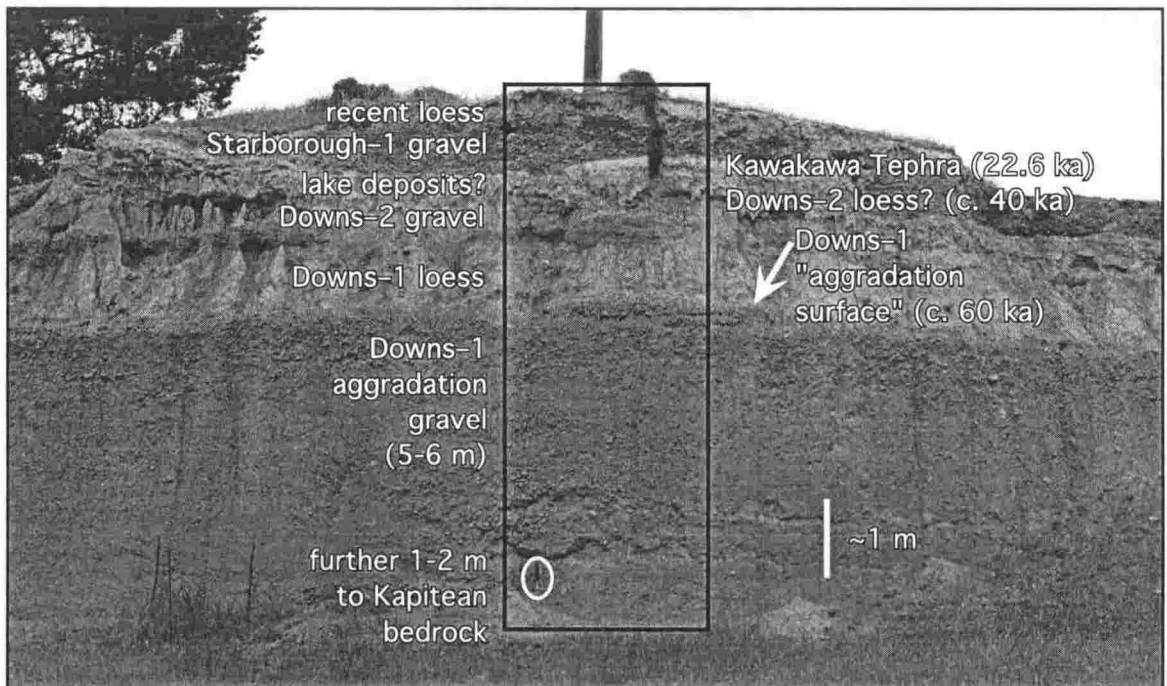 recent loess
Starborough-1 gravel
lake deposits?
Downs-2 gravel
Downs-1 loess
Downs-1
aggradation
gravel
(5-6 m)
further 1-2 m
to Kapitean
bedrock
Kawakawa Tephra (22.6 ka)
Downs-2 loess? (c. 40 ka)
Downs-1
"aggradation
surface" (c. 60 ka)
~1 m